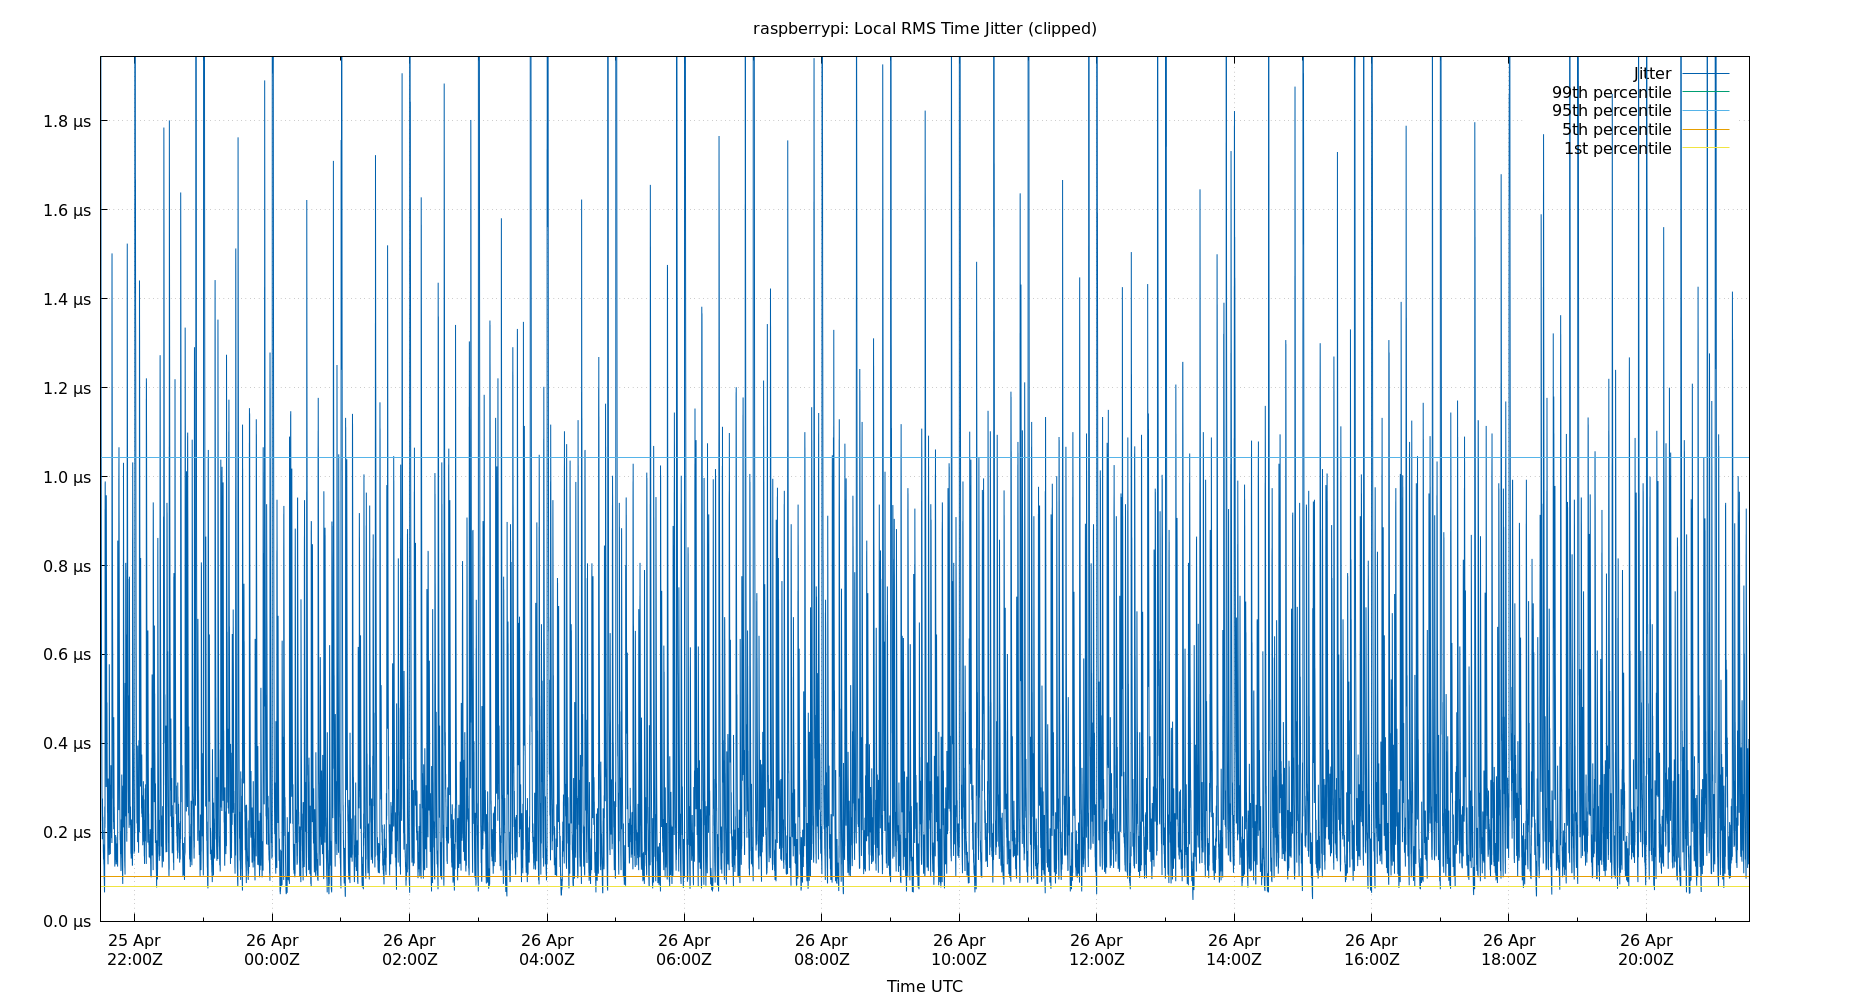 raspberrypi: Local RMS Time Jitter (clipped)
Jitter
99th percentile
95th percentile
5th percentile
1st percentile
1.8 µs
1.6 µs
1.4 µs
1.2 µs
1.0 µs
0.8 µs
0.6 µs
0.4 µs
0.2 µs
0.0 µs
25 Apr 26 Apr 26 Apr 26 Apr 26 Apr 26 Apr 26 Apr 26 Apr 26 Apr 26 Apr 26 Apr 26 Apr
22:00Z 00:00Z 02:00Z 04:00Z 06:00Z 08:00Z 10:00Z 12:00Z 14:00Z 16:00Z 18:00Z 20:00Z
Time UTC